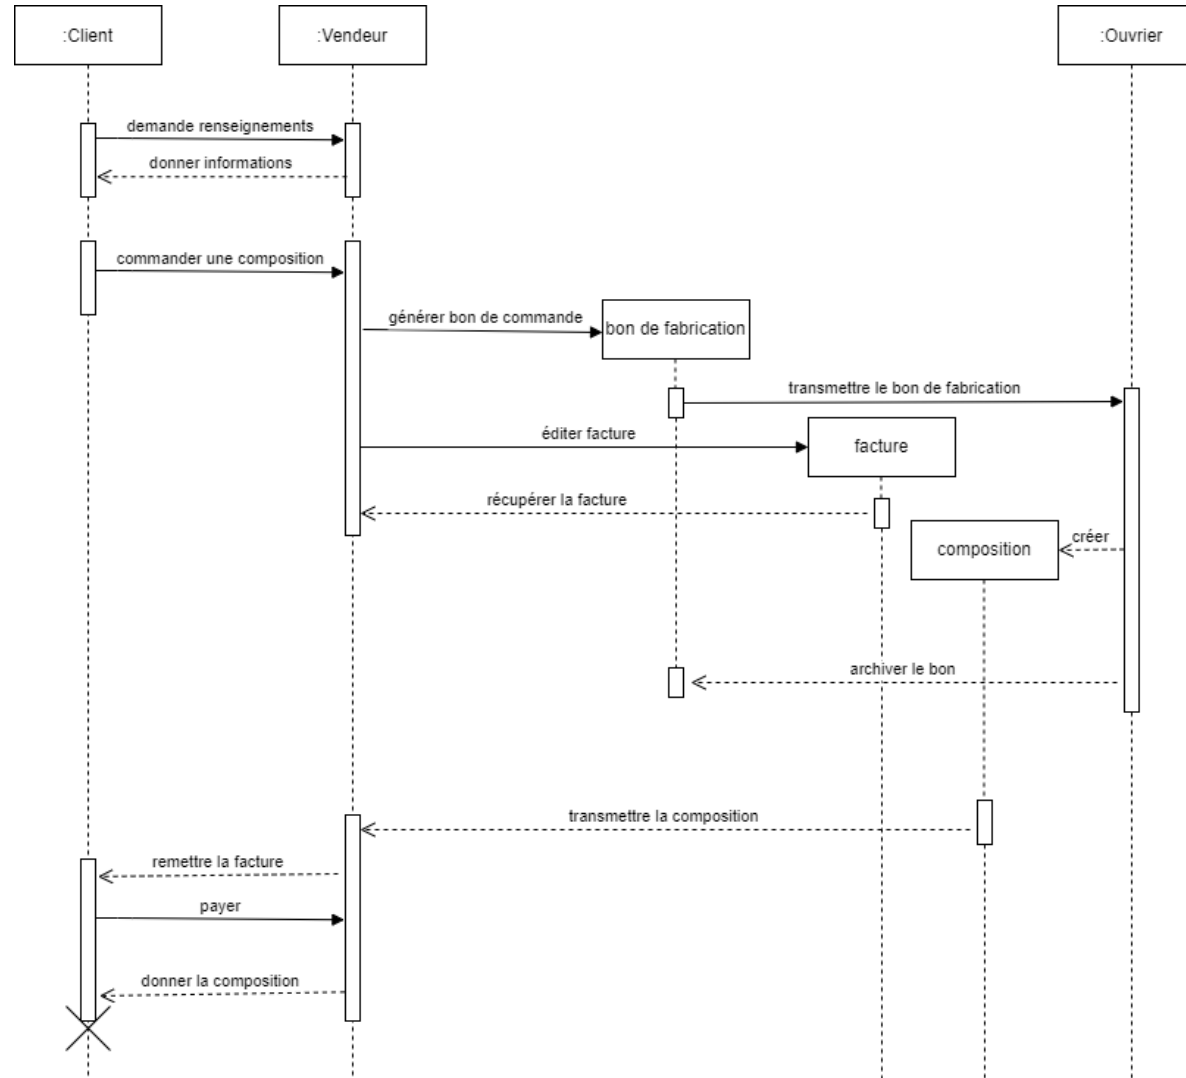 :Client
:Vendeur
:Ouvrier
demande renseignements
donner informations
commander une composition
générer bon de commande
bon de fabrication
transmettre le bon de fabrication
éditer facture
facture
récupérer la facture
composition
créer
archiver le bon
transmettre la composition
remettre la facture
payer
donner la composition